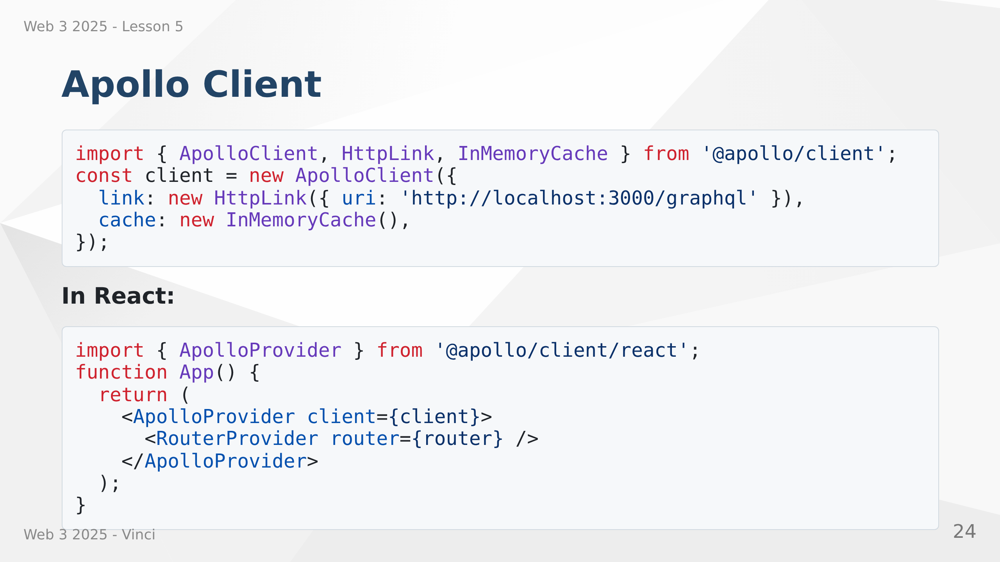 Web 3 2025 - Lesson 5
Apollo Client
import { ApolloClient, HttpLink, InMemoryCache } from '@apollo/client';
const client = new ApolloClient({
  link: new HttpLink({ uri: 'http://localhost:3000/graphql' }),
  cache: new InMemoryCache(),
});
In React:
import { ApolloProvider } from '@apollo/client/react';
function App() {
  return (
    <ApolloProvider client={client}>
      <RouterProvider router={router} />
    </ApolloProvider>
  );
}
Web 3 2025 - Vinci
24